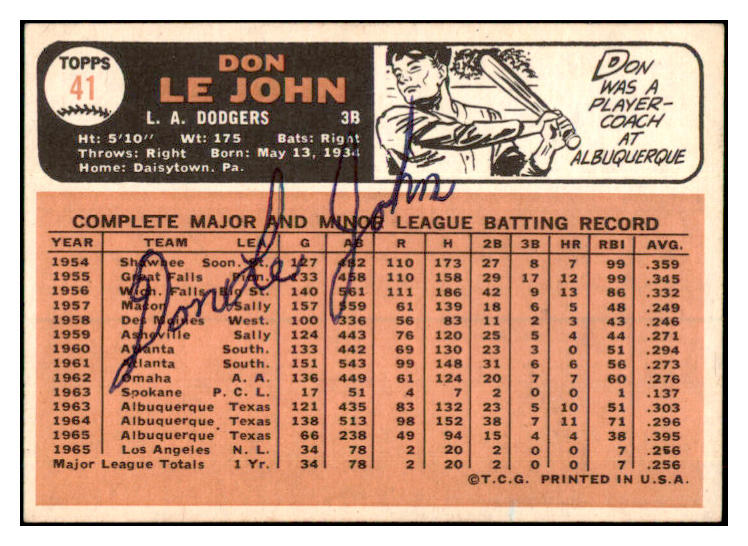 TOPPS
41
DON
LE JOHN
L. A. DODGERS 3B
Ht: 5'10" Wt: 175 Bats: Right
Throws: Right Born: May 13, 1934
Home: Daisytown, Pa.
DON
WAS A
PLAYER-
COACH
AT
ALBUQUERQUE
Don Le John
COMPLETE MAJOR AND MINOR LEAGUE BATTING RECORD
YEAR TEAM LEA. G AB R H 2B 3B HR RBI AVG.
1954 Shawnee Soon. St. 127 482 110 173 27 8 7 99 .359
1955 Great Falls Pion. 133 458 110 158 29 17 12 99 .345
1956 Wich. Falls Big St. 140 561 111 186 42 9 13 86 .332
1957 Macon Sally 157 559 61 139 18 6 5 48 .249
1958 Des Moines West. 100 336 56 83 11 2 3 43 .246
1959 Asheville Sally 124 443 76 120 25 5 4 44 .271
1960 Atlanta South. 133 442 69 130 23 3 0 51 .294
1961 Atlanta South. 151 543 99 148 31 6 6 56 .273
1962 Omaha A. A. 136 449 61 124 20 7 7 60 .276
1963 Spokane P. C. L. 17 51 4 7 2 0 0 1 .137
1963 Albuquerque Texas 121 435 83 132 23 5 10 51 .303
1964 Albuquerque Texas 138 513 98 152 38 7 11 71 .296
1965 Albuquerque Texas 66 238 49 94 15 4 4 38 .395
1965 Los Angeles N. L. 34 78 2 20 2 0 0 7 .256
Major League Totals 1 Yr. 34 78 2 20 2 0 0 7 .256
©T.C.G. PRINTED IN U.S.A.